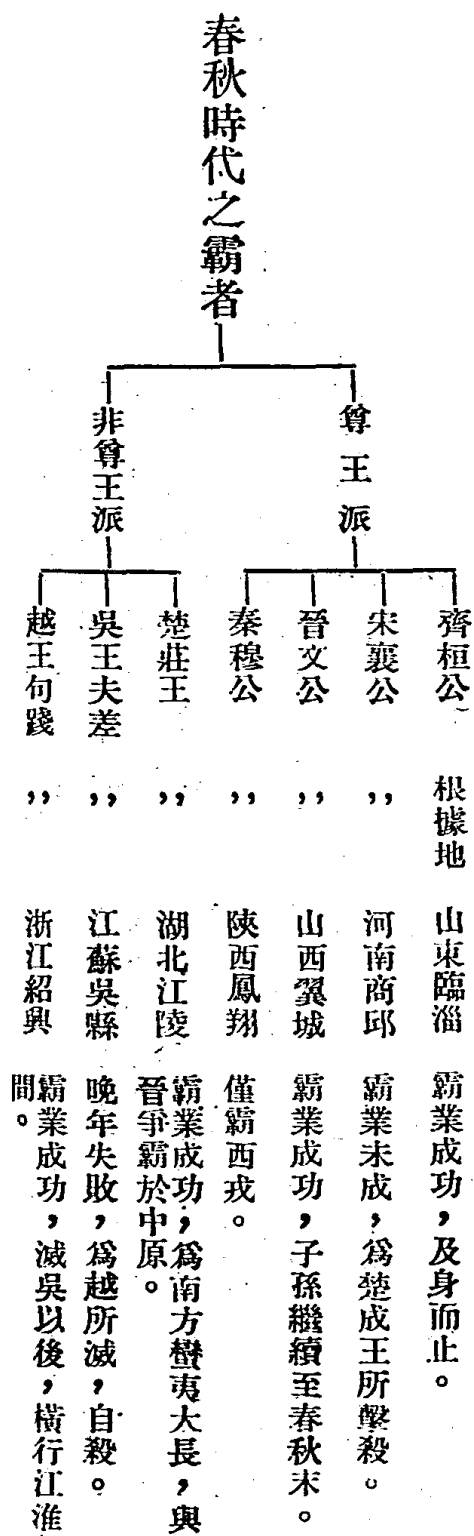 春秋時代之霸者
尊王派
齊桓公 根據地 山東臨淄 霸業成功，及身而止。
宋襄公 ,, 河南商邱 霸業未成，爲楚成王所擊殺。
晉文公 ,, 山西翼城 霸業成功，子孫繼續至春秋末。
秦穆公 ,, 陝西鳳翔 僅霸西戎。
非尊王派
楚莊王 ,, 湖北江陵 霸業成功，爲南方蠻夷大長，與
晉爭霸於中原。
吳王夫差 ,, 江蘇吳縣 晚年失敗，爲越所滅，自殺。
越王句踐 ,, 浙江紹興 霸業成功，滅吳以後，橫行江淮
間。